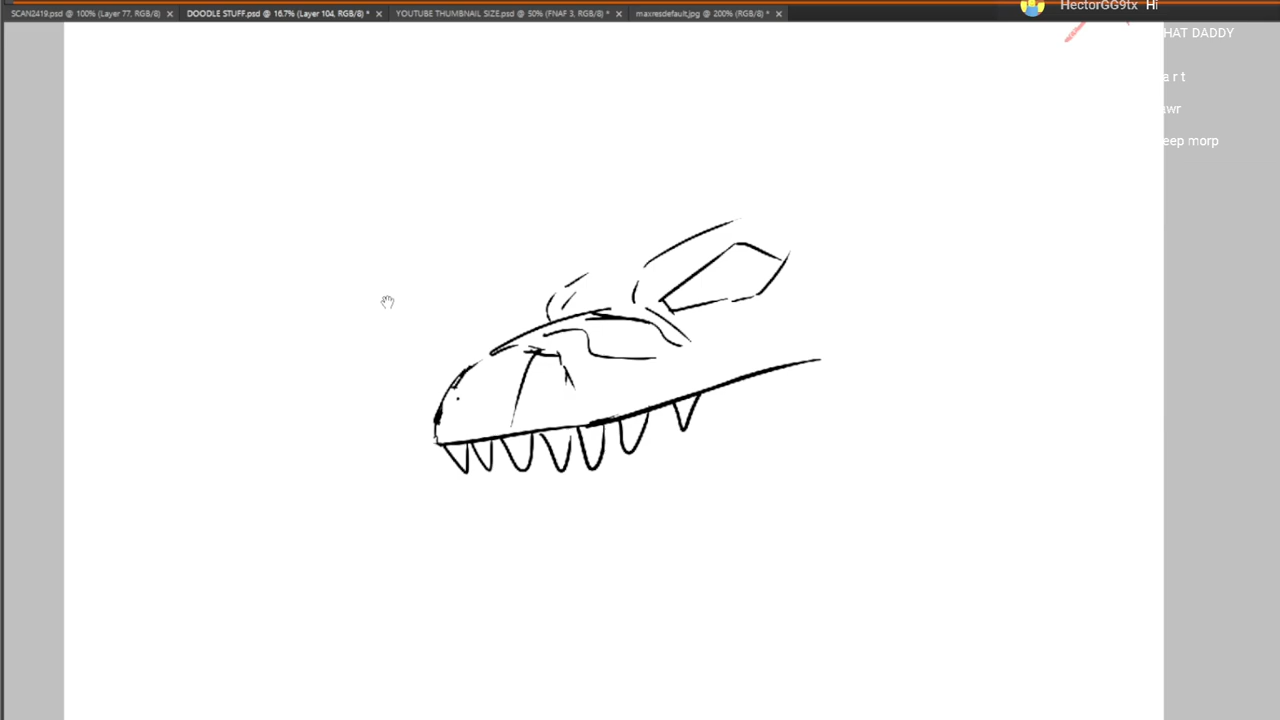 SCAN2419.psd @ 100% (Layer 77, RGB/8) × DOODLE STUFF.psd @ 16.7% (Layer 104, RGB/8) * × YOUTUBE THUMBNAIL SIZE.psd @ 50% (FNAF 3, RGB/8) * × maxresdefault.jpg @ 200% (RGB/8) * ×
HectorGG9tx Hi
HAT DADDY
a r t
wr
eep morp